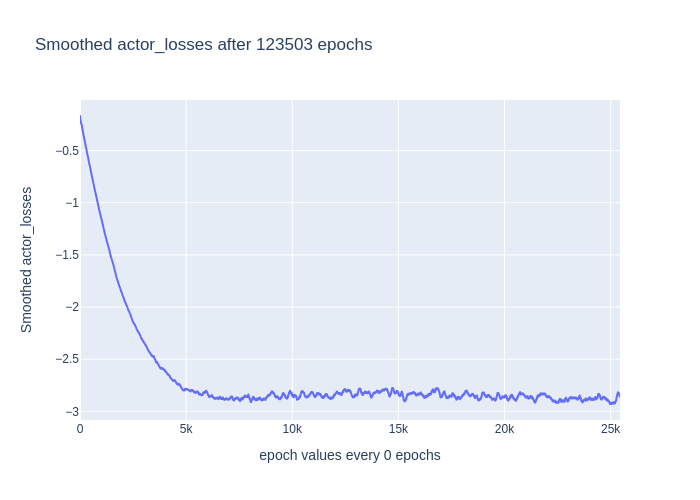 Smoothed actor_losses after 123503 epochs
Smoothed actor_losses
−0.5
−1
−1.5
−2
−2.5
−3
0
5k
10k
15k
20k
25k
epoch values every 0 epochs